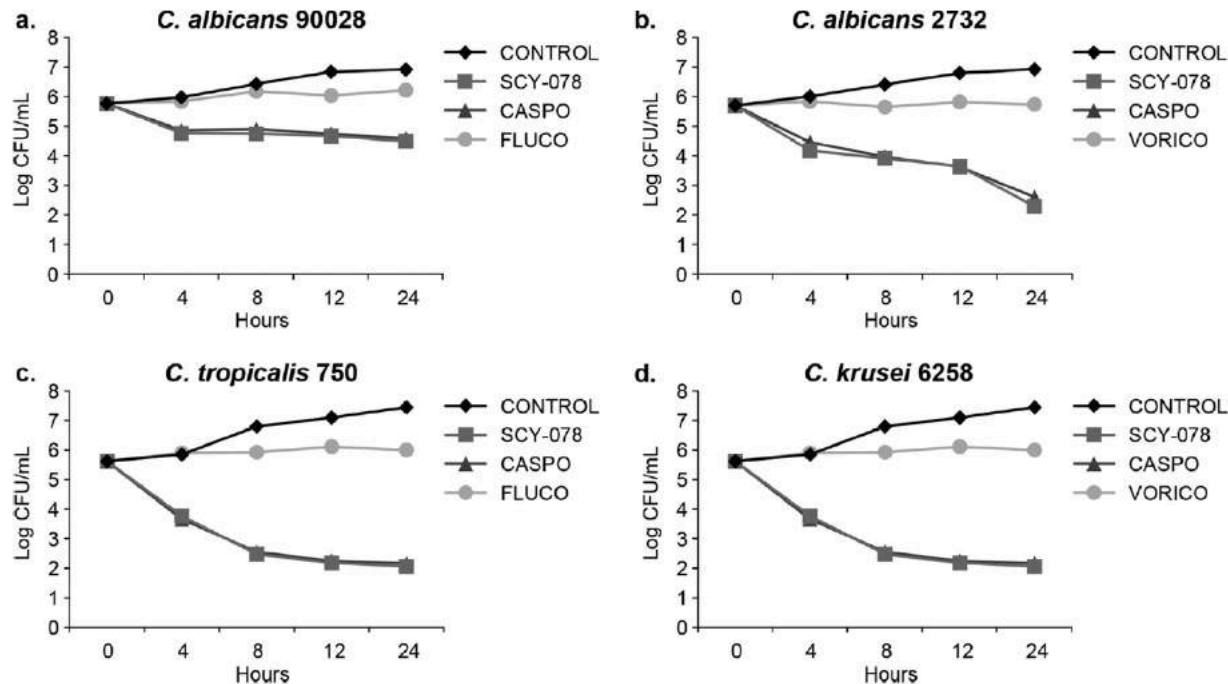 a.
C. albicans 90028
8
7
6
5
4
3
2
1
0
Log CFU/mL
0 4 8 12 24
Hours
CONTROL
SCY-078
CASPO
FLUCO
b.
C. albicans 2732
8
7
6
5
4
3
2
1
0
Log CFU/mL
0 4 8 12 24
Hours
CONTROL
SCY-078
CASPO
VORICO
c.
C. tropicalis 750
8
7
6
5
4
3
2
1
0
Log CFU/mL
0 4 8 12 24
Hours
CONTROL
SCY-078
CASPO
FLUCO
d.
C. krusei 6258
8
7
6
5
4
3
2
1
0
Log CFU/mL
0 4 8 12 24
Hours
CONTROL
SCY-078
CASPO
VORICO